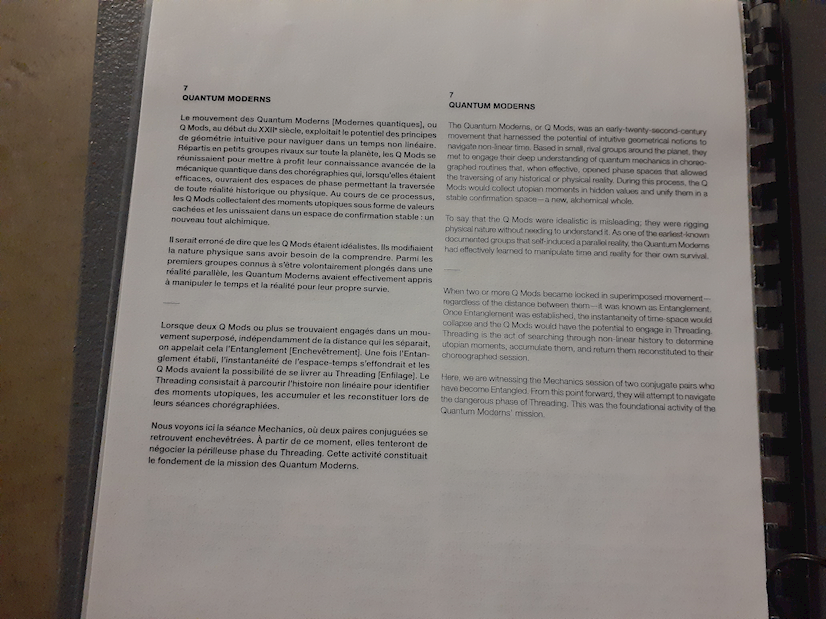 7
QUANTUM MODERNS
Le mouvement des Quantum Moderns [Modernes quantiques], ou
Q Mods, au début du XXIIe siècle, exploitait le potentiel des principes
de géométrie intuitive pour naviguer dans un temps non linéaire.
Répartis en petits groupes rivaux sur toute la planète, les Q Mods se
réunissaient pour mettre à profit leur connaissance avancée de la
mécanique quantique dans des chorégraphies qui, lorsqu'elles étaient
efficaces, ouvraient des espaces de phase permettant la traversée
de toute réalité historique ou physique. Au cours de ce processus,
les Q Mods collectaient des moments utopiques sous forme de valeurs
cachées et les unissaient dans un espace de confirmation stable : un
nouveau tout alchimique.
Il serait erroné de dire que les Q Mods étaient idéalistes. Ils modifiaient
la nature physique sans avoir besoin de la comprendre. Parmi les
premiers groupes connus à s'être volontairement plongés dans une
réalité parallèle, les Quantum Moderns avaient effectivement appris
à manipuler le temps et la réalité pour leur propre survie.
Lorsque deux Q Mods ou plus se trouvaient engagés dans un mou-
vement superposé, indépendamment de la distance qui les séparait,
on appelait cela l'Entanglement [Enchevêtrement]. Une fois l'Entan-
glement établi, l'instantanéité de l'espace-temps s'effondrait et les
Q Mods avaient la possibilité de se livrer au Threading [Enfilage]. Le
Threading consistait à parcourir l'histoire non linéaire pour identifier
des moments utopiques, les accumuler et les reconstituer lors de
leurs séances chorégraphiées.
Nous voyons ici la séance Mechanics, où deux paires conjuguées se
retrouvent enchevêtrées. À partir de ce moment, elles tenteront de
négocier la périlleuse phase du Threading. Cette activité constituait
le fondement de la mission des Quantum Moderns.
7
QUANTUM MODERNS
The Quantum Moderns, or Q Mods, was an early-twenty-second-century
movement that harnessed the potential of intuitive geometrical notions to
navigate non-linear time. Based in small, rival groups around the planet, they
met to engage their deep understanding of quantum mechanics in choreo-
graphed routines that, when effective, opened phase spaces that allowed
the traversing of any historical or physical reality. During this process, the Q
Mods would collect utopian moments in hidden values and unify them in a
stable confirmation space—a new, alchemical whole.
To say that the Q Mods were idealistic is misleading; they were rigging
physical nature without needing to understand it. As one of the earliest-known
documented groups that self-induced a parallel reality, the Quantum Moderns
had effectively learned to manipulate time and reality for their own survival.
When two or more Q Mods became locked in superimposed movement—
regardless of the distance between them—it was known as Entanglement.
Once Entanglement was established, the instantaneity of time-space would
collapse and the Q Mods would have the potential to engage in Threading.
Threading is the act of searching through non-linear history to determine
utopian moments, accumulate them, and return them reconstituted to their
choreographed session.
Here, we are witnessing the Mechanics session of two conjugate pairs who
have become Entangled. From this point forward, they will attempt to navigate
the dangerous phase of Threading. This was the foundational activity of the
Quantum Moderns' mission.